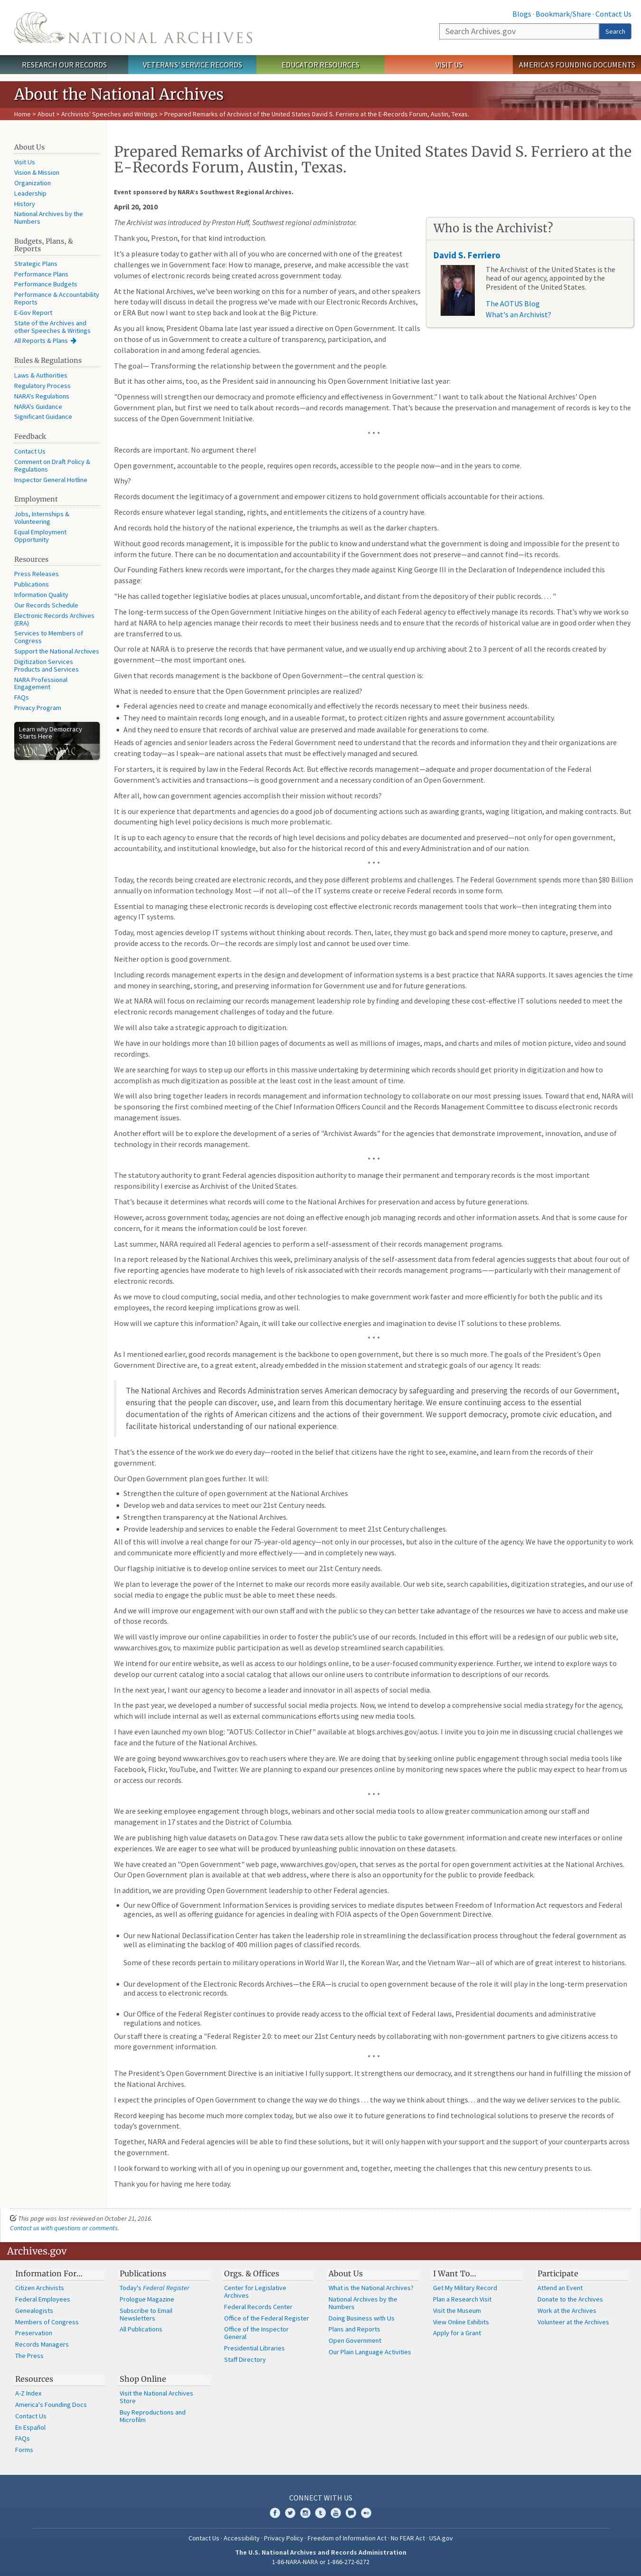 NATIONAL ARCHIVES
Blogs · Bookmark/Share · Contact Us
Search Archives.gov
Search
RESEARCH OUR RECORDS
VETERANS' SERVICE RECORDS
EDUCATOR RESOURCES
VISIT US
AMERICA'S FOUNDING DOCUMENTS
About the National Archives
Home > About > Archivists' Speeches and Writings > Prepared Remarks of Archivist of the United States David S. Ferriero at the E-Records Forum, Austin, Texas.
About Us
Visit Us
Vision & Mission
Organization
Leadership
History
National Archives by the
Numbers
Budgets, Plans, &
Reports
Strategic Plans
Performance Plans
Performance Budgets
Performance & Accountability
Reports
E-Gov Report
State of the Archives and
other Speeches & Writings
All Reports & Plans
Rules & Regulations
Laws & Authorities
Regulatory Process
NARA's Regulations
NARA's Guidance
Significant Guidance
Feedback
Contact Us
Comment on Draft Policy &
Regulations
Inspector General Hotline
Employment
Jobs, Internships &
Volunteering
Equal Employment
Opportunity
Resources
Press Releases
Publications
Information Quality
Our Records Schedule
Electronic Records Archives
(ERA)
Services to Members of
Congress
Support the National Archives
Digitization Services
Products and Services
NARA Professional
Engagement
FAQs
Privacy Program
Learn why Democracy
Starts Here
Prepared Remarks of Archivist of the United States David S. Ferriero at the
E-Records Forum, Austin, Texas.
Event sponsored by NARA's Southwest Regional Archives.
April 20, 2010
The Archivist was introduced by Preston Huff, Southwest regional administrator.
Who is the Archivist?
David S. Ferriero
The Archivist of the United States is the
head of our agency, appointed by the
President of the United States.
The AOTUS Blog
What's an Archivist?
Thank you, Preston, for that kind introduction.
It's a pleasure today to gather with all of you who are concerned with one of the greatest
challenges in Government face: How to manage, preserve, and make available the vast
volumes of electronic records being created across government today.
At the National Archives, we've been working on this for a number of years, and other speakers
today will discuss in detail the progress we've made with our Electronic Records Archives,
or ERA But now I want to step back and look at the Big Picture.
As you all know, President Obama has made a major commitment to Open Government. It calls
for an unprecedented level of openness, increased public trust, participation, and
collaboration in and among federal agencies.
The goal— Transforming the relationship between the government and the people.
But it has other aims, too, as the President said in announcing his Open Government Initiative last year:
"Openness will strengthen our democracy and promote efficiency and effectiveness in Government." I want to talk about the National Archives' Open
Government plan, but first we need to talk about records—and records management. That's because the preservation and management of records is key to the
success of the Open Government Initiative.
* * *
Records are important. No argument there!
Open government, accountable to the people, requires open records, accessible to the people now—and in the years to come.
Why?
Records document the legitimacy of a government and empower citizens to hold government officials accountable for their actions.
Records ensure whatever legal standing, rights, and entitlements the citizens of a country have.
And records hold the history of the national experience, the triumphs as well as the darker chapters.
Without good records management, it is impossible for the public to know and understand what the government is doing and impossible for the present to
inform the future. There can be no documentation and accountability if the Government does not preserve—and cannot find—its records.
Our Founding Fathers knew records were important, for the charges they made against King George III in the Declaration of Independence included this
passage:
"He has called together legislative bodies at places unusual, uncomfortable, and distant from the depository of their public records. . . . "
The long-term success of the Open Government Initiative hinges on the ability of each Federal agency to effectively manage its records. That's why we work so
hard at NARA to help agencies efficiently manage their records for their current business needs, and we must ensure that the records of historical value are in good shape and readable when they
are transferred to us.
Our role at NARA is to preserve the permanently valuable records of the Federal Government, and we usually end up archiving about 2 to 3 percent of all the records created by
government—the most important ones.
Given that records management is the backbone of Open Government—the central question is:
What is needed to ensure that the Open Government principles are realized?
• Federal agencies need to create and manage economically and effectively the records necessary to meet their business needs.
• They need to maintain records long enough, and in a useable format, to protect citizen rights and assure government accountability.
• And they need to ensure that records of archival value are preserved and made available for generations to come.
Heads of agencies and senior leaders across the Federal Government need to understand that the records and information they and their organizations are
creating today—as I speak—are national assets that must be effectively managed and secured.
For starters, it is required by law in the Federal Records Act. But effective records management—adequate and proper documentation of the Federal
Government's activities and transactions—is good government and a necessary condition of an Open Government.
After all, how can government agencies accomplish their mission without records?
It is our experience that departments and agencies do a good job of documenting actions such as awarding grants, waging litigation, and making contracts. But
documenting high level policy decisions is much more problematic.
It is up to each agency to ensure that the records of high level decisions and policy debates are documented and preserved—not only for open government,
accountability, and institutional knowledge, but also for the historical record of this and every Administration and of our nation.
* * *
Today, the records being created are electronic records, and they pose different problems and challenges. The Federal Government spends more than $80 Billion
annually on information technology. Most —if not all—of the IT systems create or receive Federal records in some form.
Essential to managing these electronic records is developing cost effective electronic records management tools that work—then integrating them into
agency IT systems.
Today, most agencies develop IT systems without thinking about records. Then, later, they must go back and spend more money to capture, preserve, and
provide access to the records. Or—the records are simply lost and cannot be used over time.
Neither option is good government.
Including records management experts in the design and development of information systems is a best practice that NARA supports. It saves agencies the time
and money in searching, storing, and preserving information for Government use and for future generations.
We at NARA will focus on reclaiming our records management leadership role by finding and developing these cost-effective IT solutions needed to meet the
electronic records management challenges of today and the future.
We will also take a strategic approach to digitization.
We have in our holdings more than 10 billion pages of documents as well as millions of images, maps, and charts and miles of motion picture, video and sound
recordings.
We are searching for ways to step up our efforts in this massive undertaking by determining which records should get priority in digitization and how to
accomplish as much digitization as possible at the least cost in the least amount of time.
We will also bring together leaders in records management and information technology to collaborate on our most pressing issues. Toward that end, NARA will
be sponsoring the first combined meeting of the Chief Information Officers Council and the Records Management Committee to discuss electronic records management
issues.
Another effort will be to explore the development of a series of "Archivist Awards" for the agencies that demonstrate improvement, innovation, and use of
technology in their records management.
* * *
The statutory authority to grant Federal agencies disposition authority to manage their permanent and temporary records is the most important
responsibility I exercise as Archivist of the United States.
That's because it determines what records will come to the National Archives for preservation and access by future generations.
However, across government today, agencies are not doing an effective enough job managing records and other information assets. And that is some cause for
concern, for it means the information could be lost forever.
Last summer, NARA required all Federal agencies to perform a self-assessment of their records management programs.
In a report released by the National Archives this week, preliminary analysis of the self-assessment data from federal agencies suggests that about four out of
five reporting agencies have moderate to high levels of risk associated with their records management programs——particularly with their management of
electronic records.
As we move to cloud computing, social media, and other technologies to make government work faster and more efficiently for both the public and its
employees, the record keeping implications grow as well.
How will we capture this information? Again, it will take our collective energies and imagination to devise IT solutions to these problems.
* * *
As I mentioned earlier, good records management is the backbone to open government, but there is so much more. The goals of the President's Open
Government Directive are, to a great extent, already embedded in the mission statement and strategic goals of our agency. It reads:
The National Archives and Records Administration serves American democracy by safeguarding and preserving the records of our Government,
ensuring that the people can discover, use, and learn from this documentary heritage. We ensure continuing access to the essential
documentation of the rights of American citizens and the actions of their government. We support democracy, promote civic education, and
facilitate historical understanding of our national experience.
That's the essence of the work we do every day—rooted in the belief that citizens have the right to see, examine, and learn from the records of their
government.
Our Open Government plan goes further. It will:
• Strengthen the culture of open government at the National Archives
• Develop web and data services to meet our 21st Century needs.
• Strengthen transparency at the National Archives.
• Provide leadership and services to enable the Federal Government to meet 21st Century challenges.
All of this will involve a real change for our 75-year-old agency—not only in our processes, but also in the culture of the agency. We have the opportunity to work
and communicate more efficiently and more effectively——and in completely new ways.
Our flagship initiative is to develop online services to meet our 21st Century needs.
We plan to leverage the power of the Internet to make our records more easily available. Our web site, search capabilities, digitization strategies, and our use of
social media to engage the public must be able to meet these needs.
And we will improve our engagement with our own staff and with the public so they can better take advantage of the resources we have to access and make use
of those records.
We will vastly improve our online capabilities in order to foster the public's use of our records. Included in this effort will be a redesign of our public web site,
www.archives.gov, to maximize public participation as well as develop streamlined search capabilities.
We intend for our entire website, as well as access to our holdings online, to be a user-focused community experience. Further, we intend to explore ways to
develop our current catalog into a social catalog that allows our online users to contribute information to descriptions of our records.
In the next year, I want our agency to become a leader and innovator in all aspects of social media.
In the past year, we developed a number of successful social media projects. Now, we intend to develop a comprehensive social media strategy for the agency,
which will include internal as well as external communications efforts using new media tools.
I have even launched my own blog: "AOTUS: Collector in Chief" available at blogs.archives.gov/aotus. I invite you to join me in discussing crucial challenges we
face and the future of the National Archives.
We are going beyond www.archives.gov to reach users where they are. We are doing that by seeking online public engagement through social media tools like
Facebook, Flickr, YouTube, and Twitter. We are planning to expand our presences online by monitoring new spaces where the public may expect to hear from us
or access our records.
* * *
We are seeking employee engagement through blogs, webinars and other social media tools to allow greater communication among our staff and
management in 17 states and the District of Columbia.
We are publishing high value datasets on Data.gov. These raw data sets allow the public to take government information and create new interfaces or online
experiences. We are eager to see what will be produced by unleashing public innovation on these datasets.
We have created an "Open Government" web page, www.archives.gov/open, that serves as the portal for open government activities at the National Archives.
Our Open Government plan is available at that web address, where there is also an opportunity for the public to provide feedback.
In addition, we are providing Open Government leadership to other Federal agencies.
• Our new Office of Government Information Services is providing services to mediate disputes between Freedom of Information Act requestors and Federal
agencies, as well as offering guidance for agencies in dealing with FOIA aspects of the Open Government Directive.
• Our new National Declassification Center has taken the leadership role in streamlining the declassification process throughout the federal government as
well as eliminating the backlog of 400 million pages of classified records.
Some of these records pertain to military operations in World War II, the Korean War, and the Vietnam War—all of which are of great interest to historians.
• Our development of the Electronic Records Archives—the ERA—is crucial to open government because of the role it will play in the long-term preservation
and access to electronic records.
• Our Office of the Federal Register continues to provide ready access to the official text of Federal laws, Presidential documents and administrative
regulations and notices.
Our staff there is creating a "Federal Register 2.0: to meet our 21st Century needs by collaborating with non-government partners to give citizens access to
more government information.
* * *
The President's Open Government Directive is an initiative I fully support. It strengthens our democracy, and it strengthens our hand in fulfilling the mission of
the National Archives.
I expect the principles of Open Government to change the way we do things . . . the way we think about things. . . and the way we deliver services to the public.
Record keeping has become much more complex today, but we also owe it to future generations to find technological solutions to preserve the records of
today's government.
Together, NARA and Federal agencies will be able to find these solutions, but it will only happen with your support and the support of your counterparts across
the government.
I look forward to working with all of you in opening up our government and, together, meeting the challenges that this new century presents to us.
Thank you for having me here today.
This page was last reviewed on October 21, 2016.
Contact us with questions or comments.
Archives.gov
Information For...
Citizen Archivists
Federal Employees
Genealogists
Members of Congress
Preservation
Records Managers
The Press
Publications
Today's Federal Register
Prologue Magazine
Subscribe to Email
Newsletters
All Publications
Orgs. & Offices
Center for Legislative
Archives
Federal Records Center
Office of the Federal Register
Office of the Inspector
General
Presidential Libraries
Staff Directory
About Us
What is the National Archives?
National Archives by the
Numbers
Doing Business with Us
Plans and Reports
Open Government
Our Plain Language Activities
I Want To...
Get My Military Record
Plan a Research Visit
Visit the Museum
View Online Exhibits
Apply for a Grant
Participate
Attend an Event
Donate to the Archives
Work at the Archives
Volunteer at the Archives
Resources
A-Z Index
America's Founding Docs
Contact Us
En Español
FAQs
Forms
Shop Online
Visit the National Archives
Store
Buy Reproductions and
Microfilm
CONNECT WITH US
Contact Us · Accessibility · Privacy Policy · Freedom of Information Act · No FEAR Act · USA.gov
The U.S. National Archives and Records Administration
1-86-NARA-NARA or 1-866-272-6272